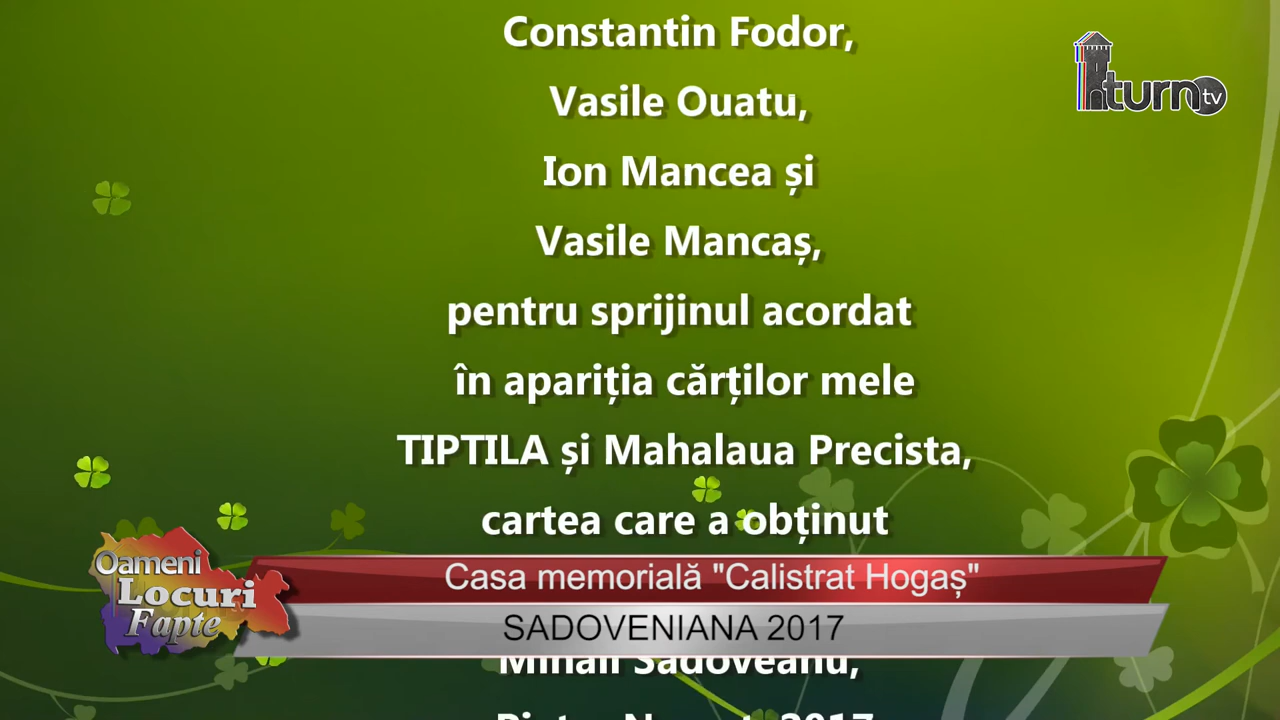 Constantin Fodor,
turn tv
Vasile Ouatu,
Ion Mancea și
Vasile Mancaș,
pentru sprijinul acordat
în apariția cărților mele
TIPTILA și Mahalaua Precista,
cartea care a obținut
Oameni
Locuri
Fapte
Casa memorială "Calistrat Hogaș"
SADOVENIANA 2017
Mihail Sadoveanu,
2017